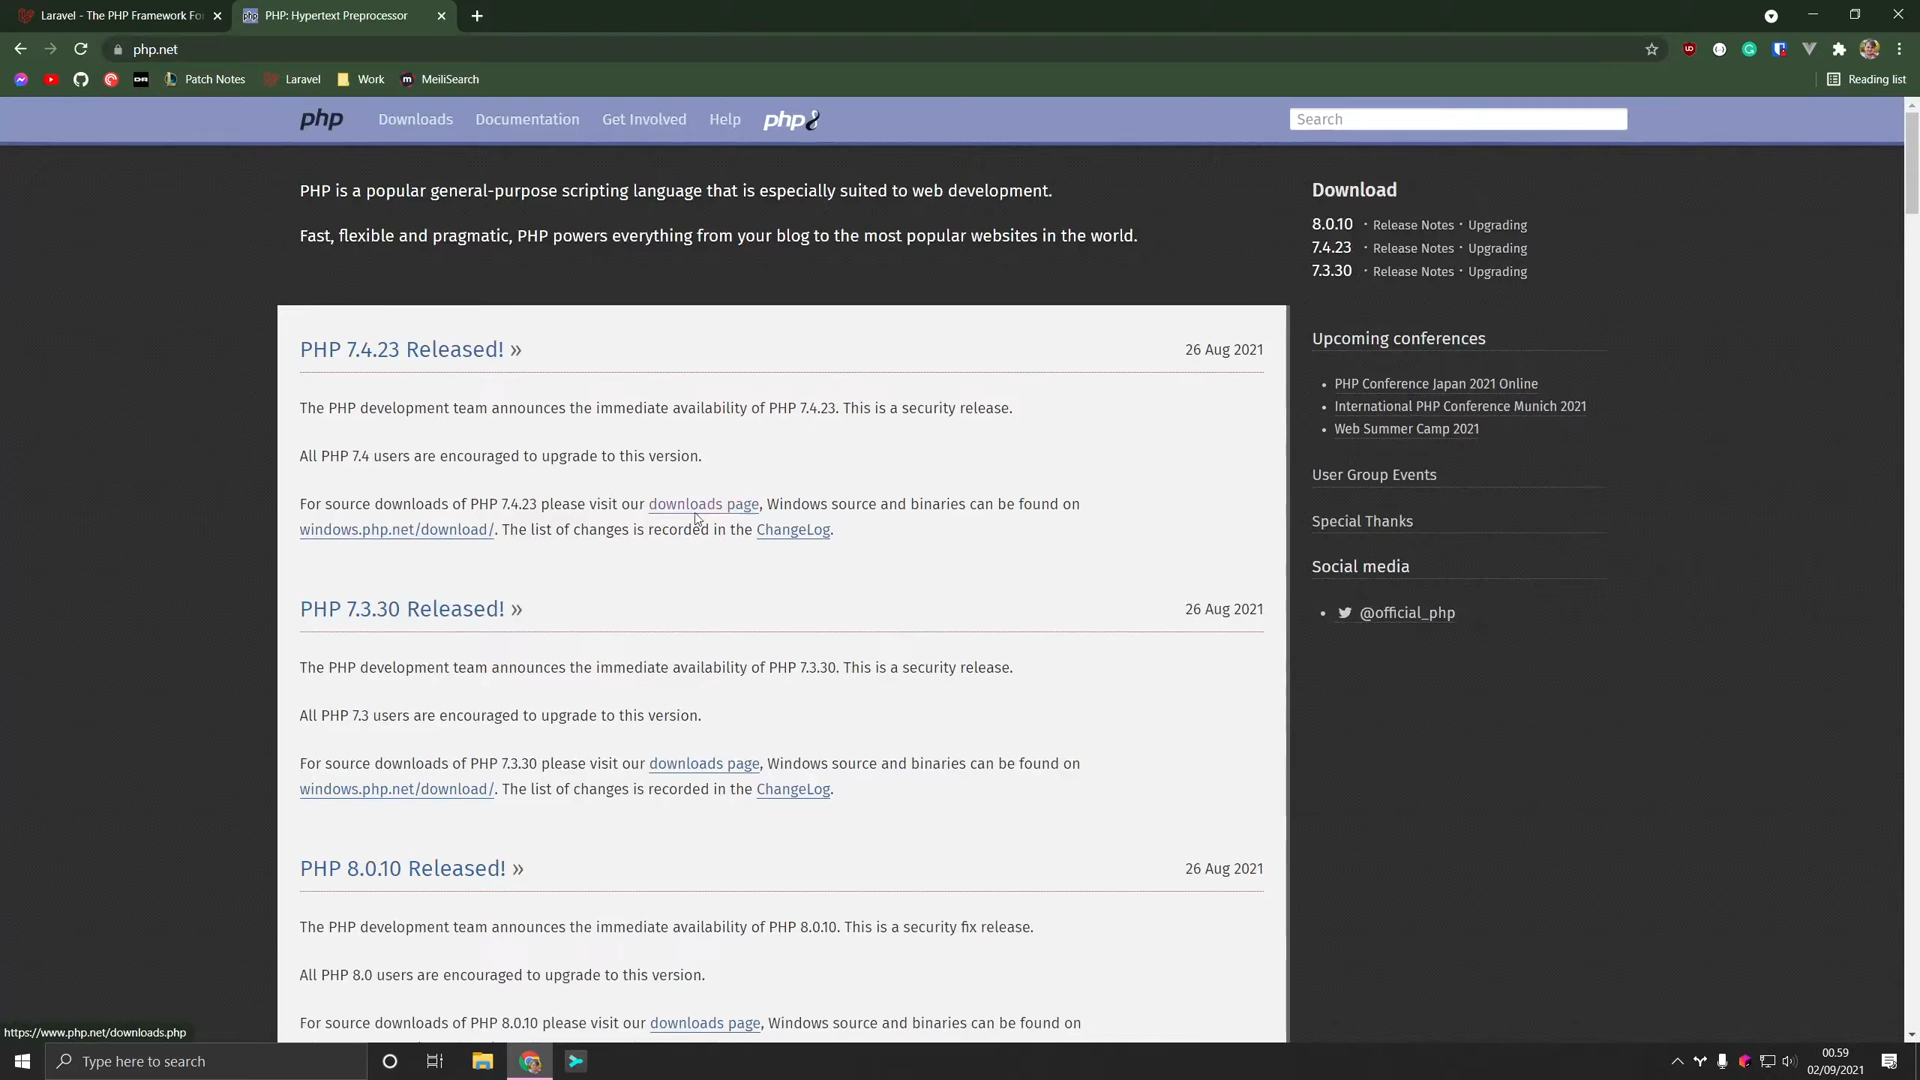 Laravel - The PHP Framework Fo
PHP: Hypertext Preprocessor
php.net
Patch Notes
Laravel
Work
MeiliSearch
Reading list
php
Downloads
Documentation
Get Involved
Help
php8
Search
PHP is a popular general-purpose scripting language that is especially suited to web development.
Fast, flexible and pragmatic, PHP powers everything from your blog to the most popular websites in the world.
Download
8.0.10 · Release Notes · Upgrading
7.4.23 · Release Notes · Upgrading
7.3.30 · Release Notes · Upgrading
PHP 7.4.23 Released! »
26 Aug 2021
The PHP development team announces the immediate availability of PHP 7.4.23. This is a security release.
All PHP 7.4 users are encouraged to upgrade to this version.
For source downloads of PHP 7.4.23 please visit our downloads page, Windows source and binaries can be found on
windows.php.net/download/. The list of changes is recorded in the ChangeLog.
PHP 7.3.30 Released! »
26 Aug 2021
The PHP development team announces the immediate availability of PHP 7.3.30. This is a security release.
All PHP 7.3 users are encouraged to upgrade to this version.
For source downloads of PHP 7.3.30 please visit our downloads page, Windows source and binaries can be found on
windows.php.net/download/. The list of changes is recorded in the ChangeLog.
PHP 8.0.10 Released! »
26 Aug 2021
The PHP development team announces the immediate availability of PHP 8.0.10. This is a security fix release.
All PHP 8.0 users are encouraged to upgrade to this version.
For source downloads of PHP 8.0.10 please visit our downloads page, Windows source and binaries can be found on
Upcoming conferences
• PHP Conference Japan 2021 Online
• International PHP Conference Munich 2021
• Web Summer Camp 2021
User Group Events
Special Thanks
Social media
• @official_php
https://www.php.net/downloads.php
Type here to search
00.59
02/09/2021